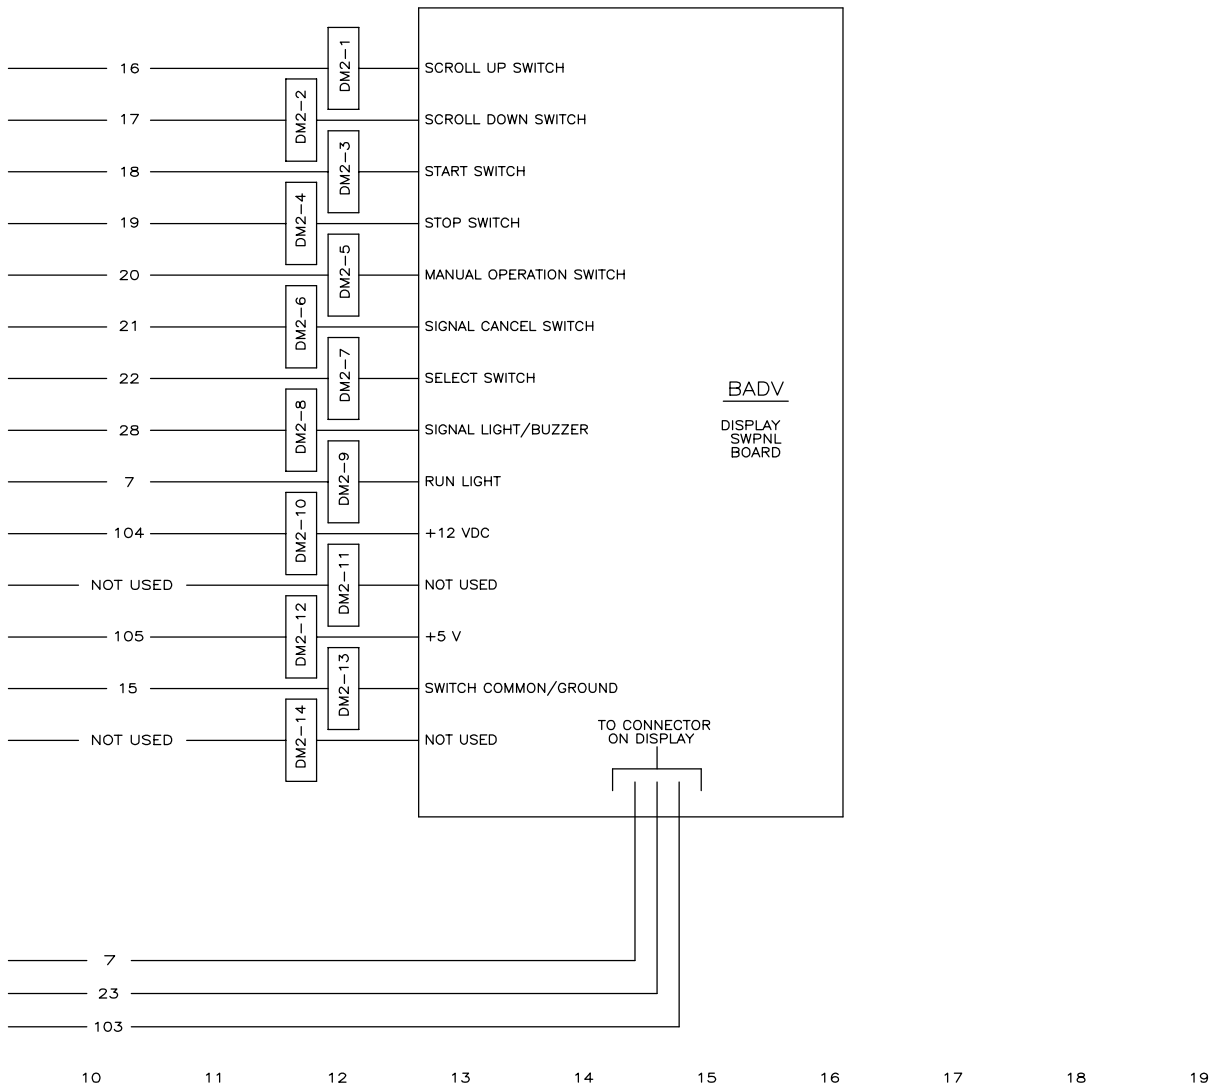 16 DM2-1 SCROLL UP SWITCH
17 DM2-2 SCROLL DOWN SWITCH
18 DM2-3 START SWITCH
19 DM2-4 STOP SWITCH
20 DM2-5 MANUAL OPERATION SWITCH
21 DM2-6 SIGNAL CANCEL SWITCH
22 DM2-7 SELECT SWITCH
28 DM2-8 SIGNAL LIGHT/BUZZER
7 DM2-9 RUN LIGHT
104 DM2-10 +12 VDC
NOT USED DM2-11 NOT USED
105 DM2-12 +5 V
15 DM2-13 SWITCH COMMON/GROUND
NOT USED DM2-14 NOT USED
BADV
DISPLAY
SWPNL
BOARD
TO CONNECTOR
ON DISPLAY
7
23
103
10 11 12 13 14 15 16 17 18 19